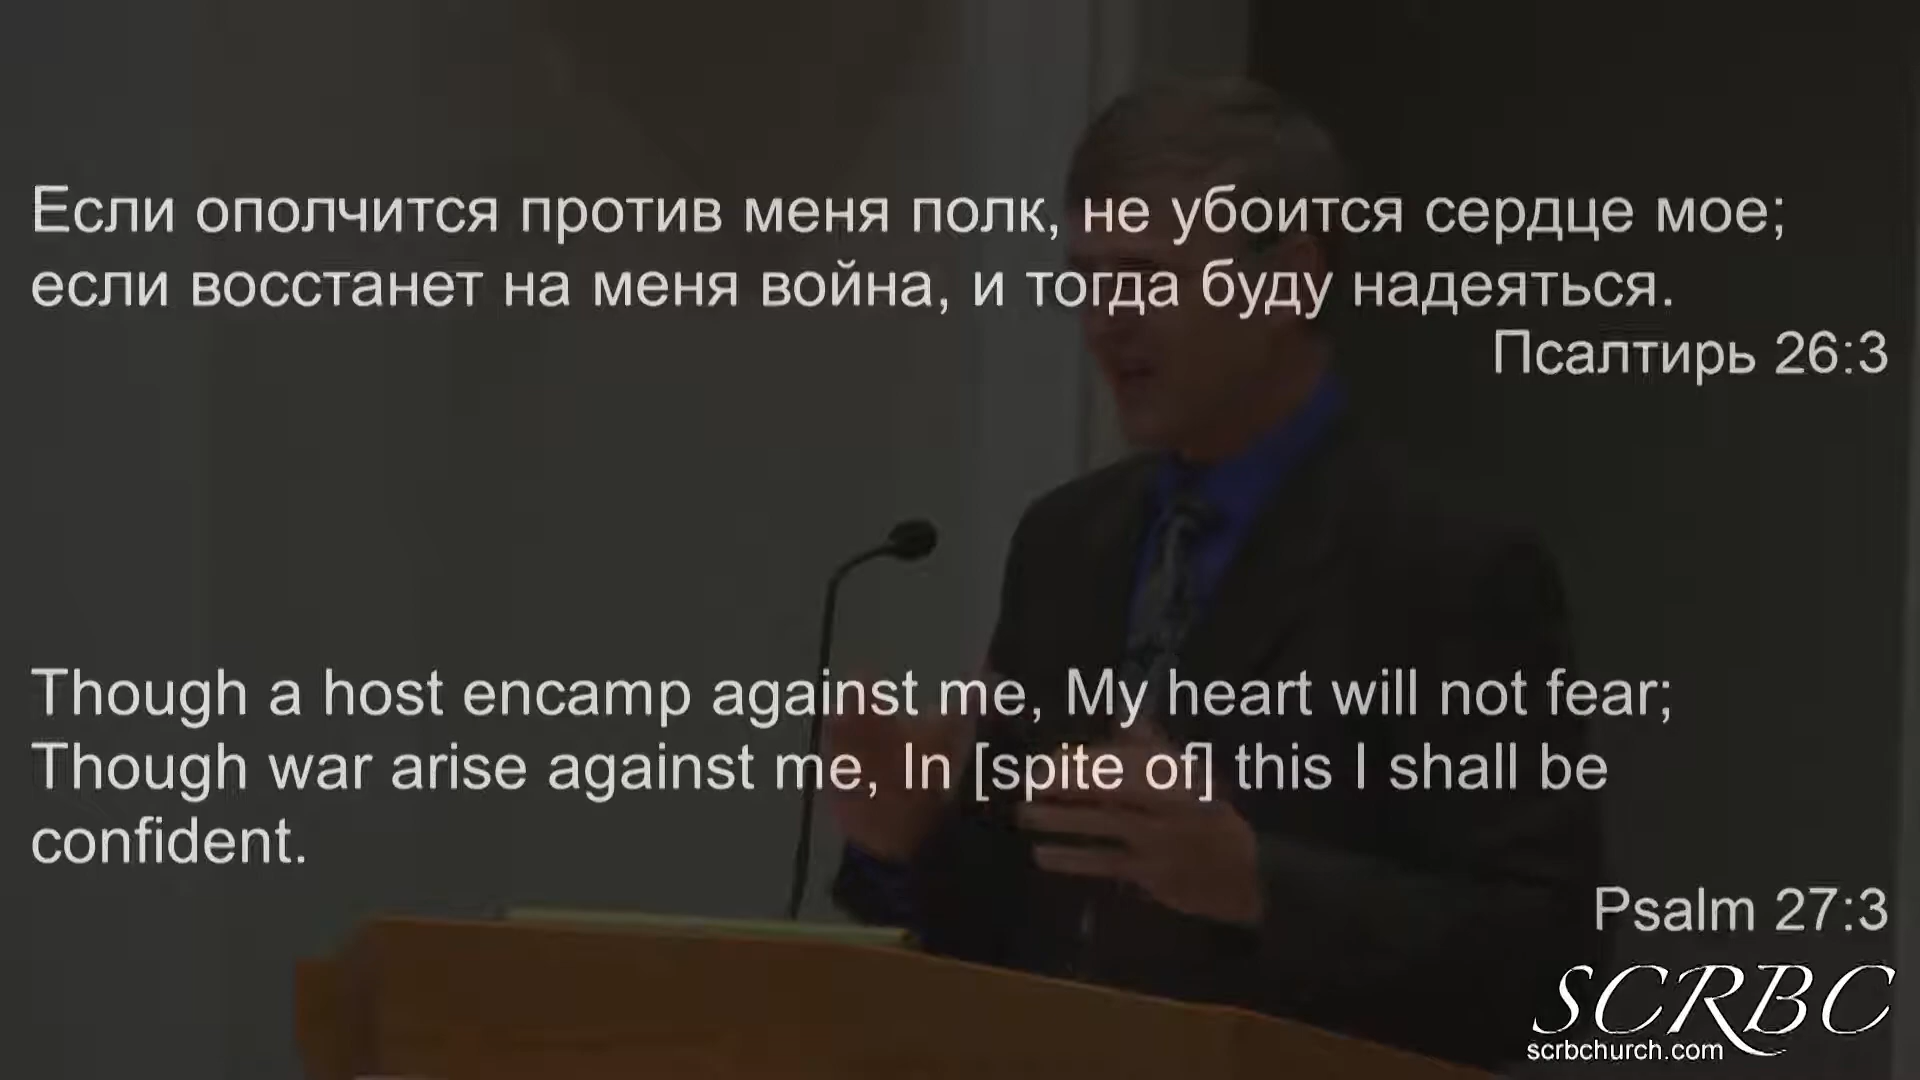 Если ополчится против меня полк, не убоится сердце мое;
если восстанет на меня война, и тогда буду надеяться.
Псалтирь 26:3
Though a host encamp against me, My heart will not fear;
Though war arise against me, In [spite of] this I shall be
confident.
Psalm 27:3
SCRBC
scrbchurch.com